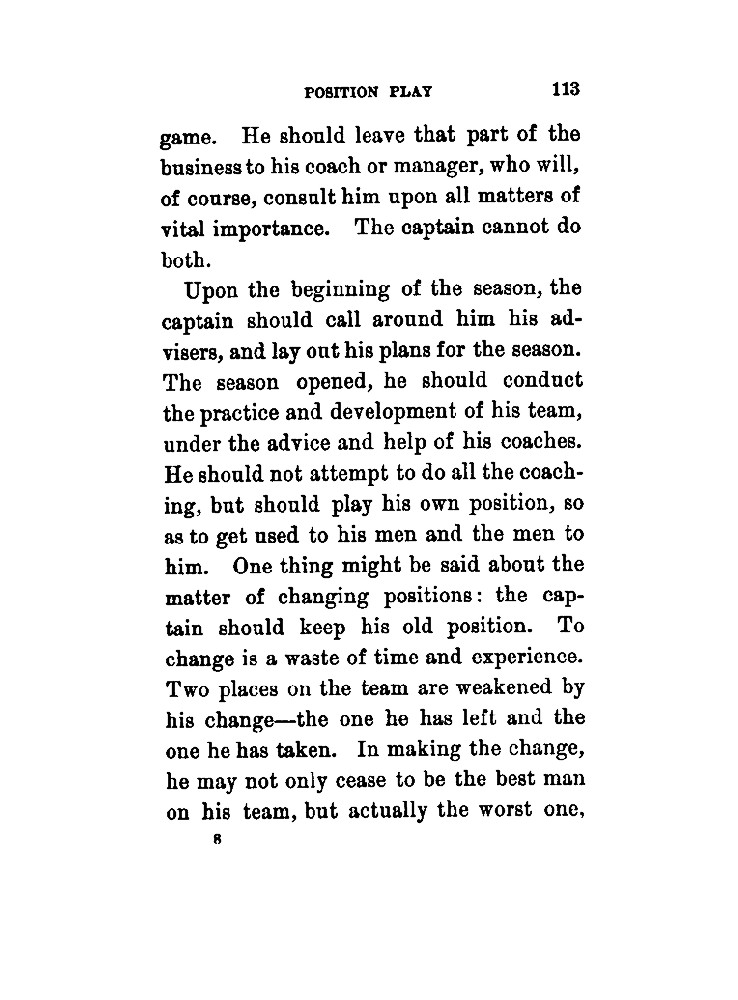 POSITION PLAY 113
game. He should leave that part of the
business to his coach or manager, who will,
of course, consult him upon all matters of
vital importance. The captain cannot do
both.
Upon the beginning of the season, the
captain should call around him his ad-
visers, and lay out his plans for the season.
The season opened, he should conduct
the practice and development of his team,
under the advice and help of his coaches.
He should not attempt to do all the coach-
ing, but should play his own position, so
as to get used to his men and the men to
him. One thing might be said about the
matter of changing positions: the cap-
tain should keep his old position. To
change is a waste of time and experience.
Two places on the team are weakened by
his change—the one he has left and the
one he has taken. In making the change,
he may not only cease to be the best man
on his team, but actually the worst one,
8